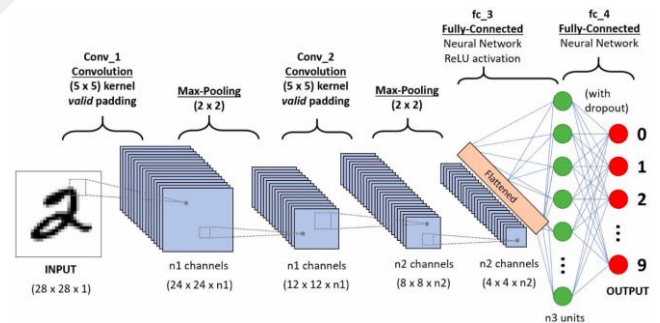 Conv_1
Convolution
(5 x 5) kernel
valid padding
Max-Pooling
(2 x 2)
Conv_2
Convolution
(5 x 5) kernel
valid padding
Max-Pooling
(2 x 2)
fc_3
Fully-Connected
Neural Network
ReLU activation
fc_4
Fully-Connected
Neural Network
(with
dropout)
2
Flattened
0
1
2
9
INPUT
(28 x 28 x 1)
n1 channels
(24 x 24 x n1)
n1 channels
(12 x 12 x n1)
n2 channels
(8 x 8 x n2)
n2 channels
(4 x 4 x n2)
n3 units
OUTPUT